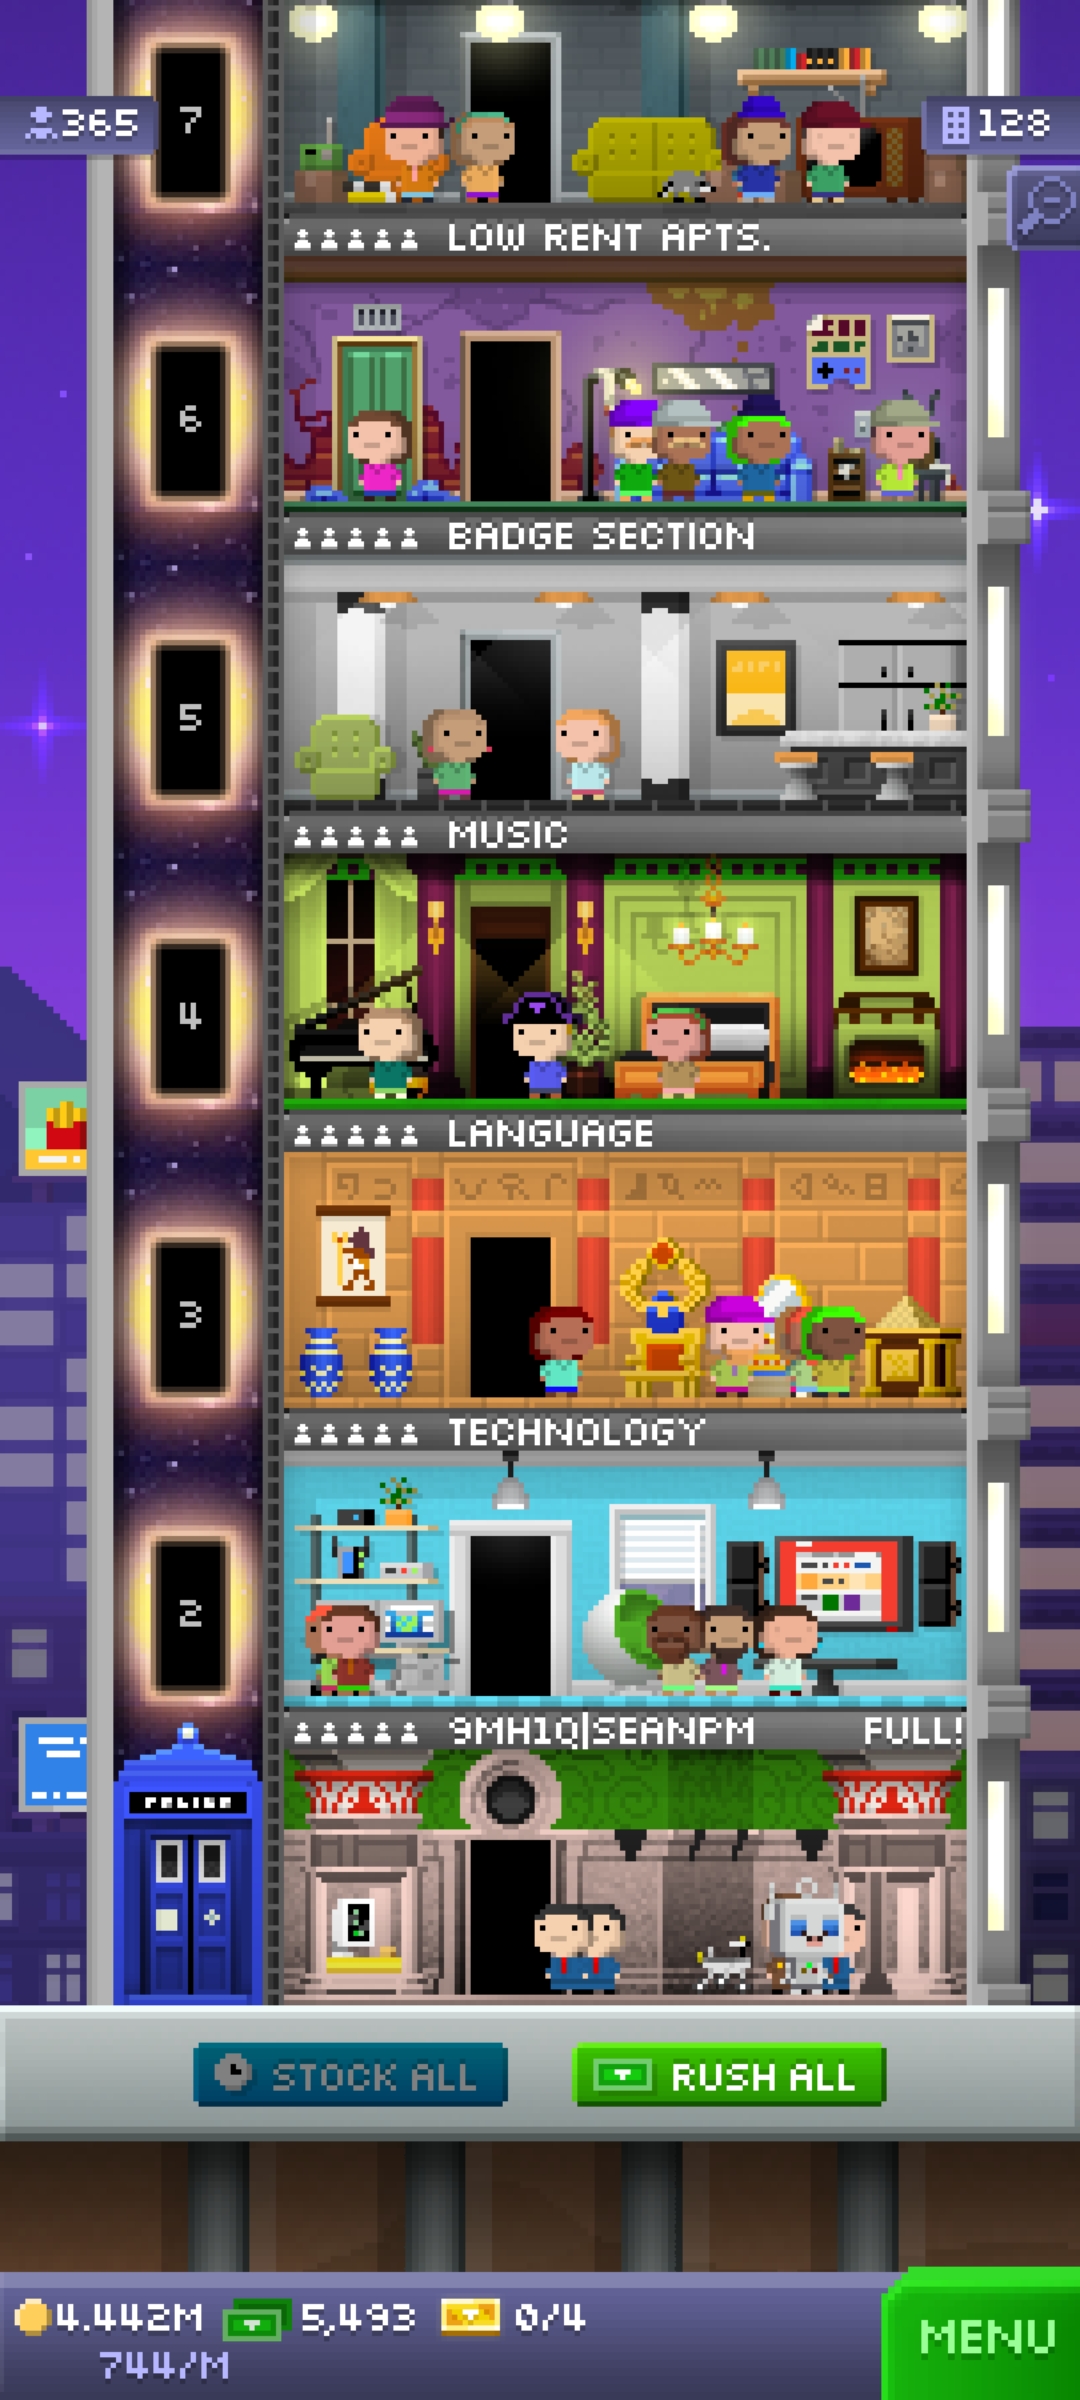 7
365
128
LOW RENT APTS.
6
BADGE SECTION
5
MUSIC
4
LANGUAGE
3
TECHNOLOGY
2
9MH1Q|SEANPM FULL!
POLICE
STOCK ALL
RUSH ALL
4.442M
5,493
0/4
744/M
MENU